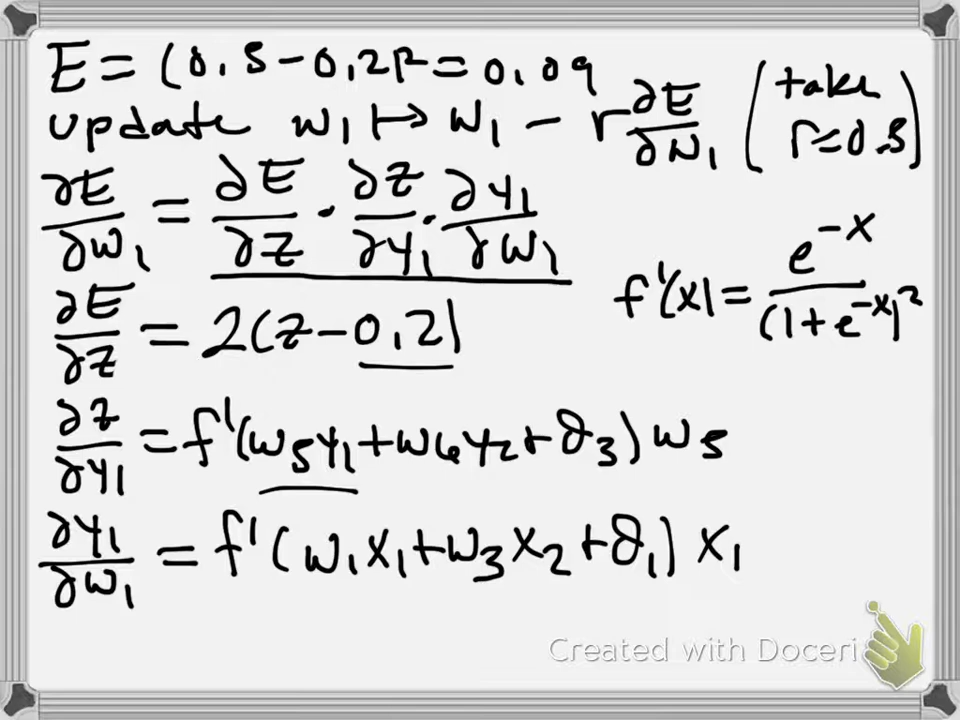 E = (0.5 - 0.2)² = 0.09
update w₁ ↦ w₁ - r ∂E/∂w₁ (take r=0.5)
∂E/∂w₁ = ∂E/∂z · ∂z/∂y₁ · ∂y₁/∂w₁
f'(x) = e^(-x)/(1+e^(-x))²
∂E/∂z = 2(z - 0.2)
∂z/∂y₁ = f'(w₅y₁ + w₆y₂ + θ₃) w₅
∂y₁/∂w₁ = f'(w₁x₁ + w₃x₂ + θ₁) x₁
Created with Doceri